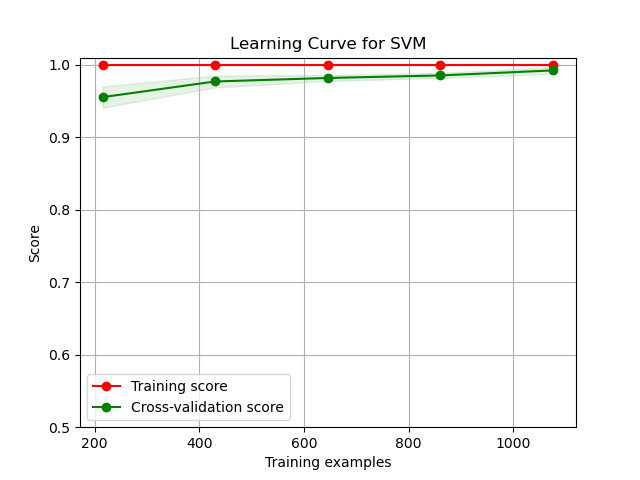 Learning Curve for SVM
1.0
0.9
0.8
0.7
0.6
0.5
Score
Training score
Cross-validation score
200 400 600 800 1000
Training examples